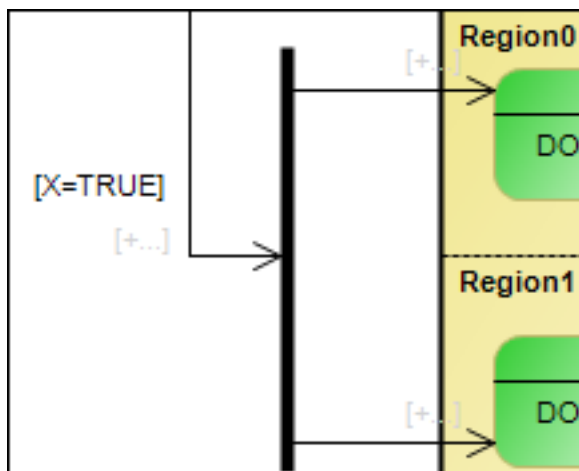 Region0
[+...]
DO
[X=TRUE]
[+...]
Region1
[+...]
DO